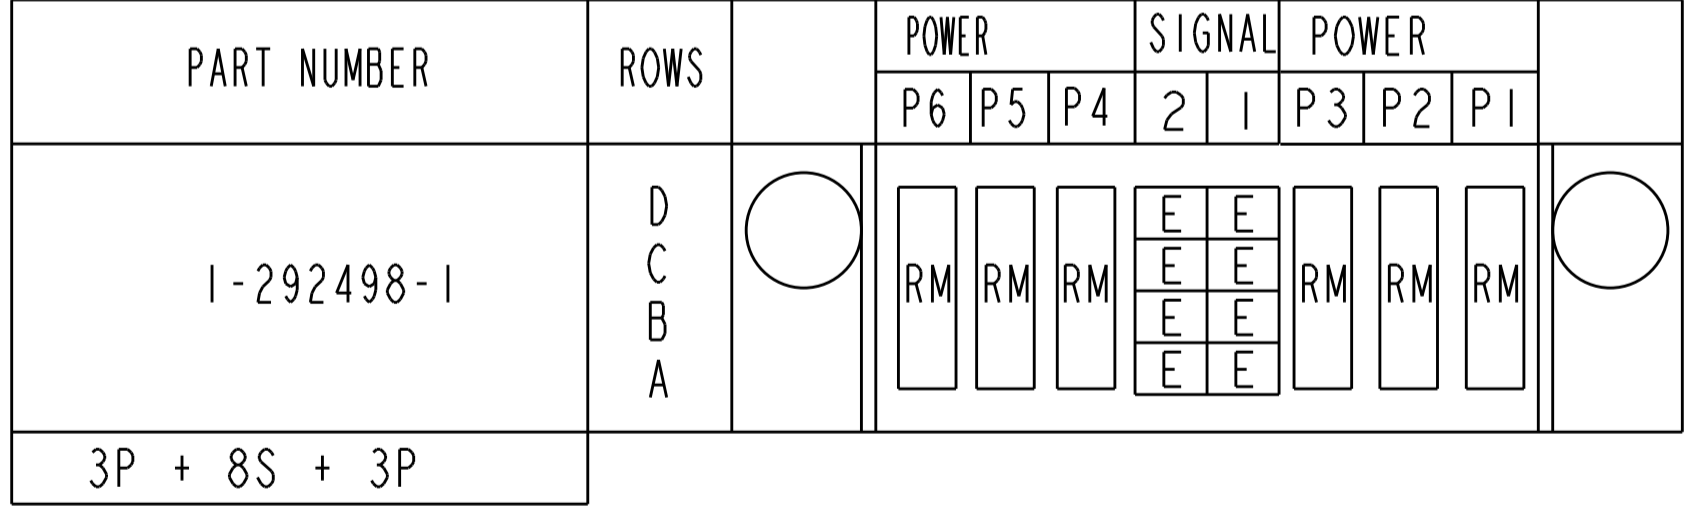 PART NUMBER ROWS POWER SIGNAL POWER
P6 P5 P4 2 1 P3 P2 P1
1-292498-1
D
C
B
A
RM RM RM RM RM RM
E E
E E
E E
E E
3P + 8S + 3P